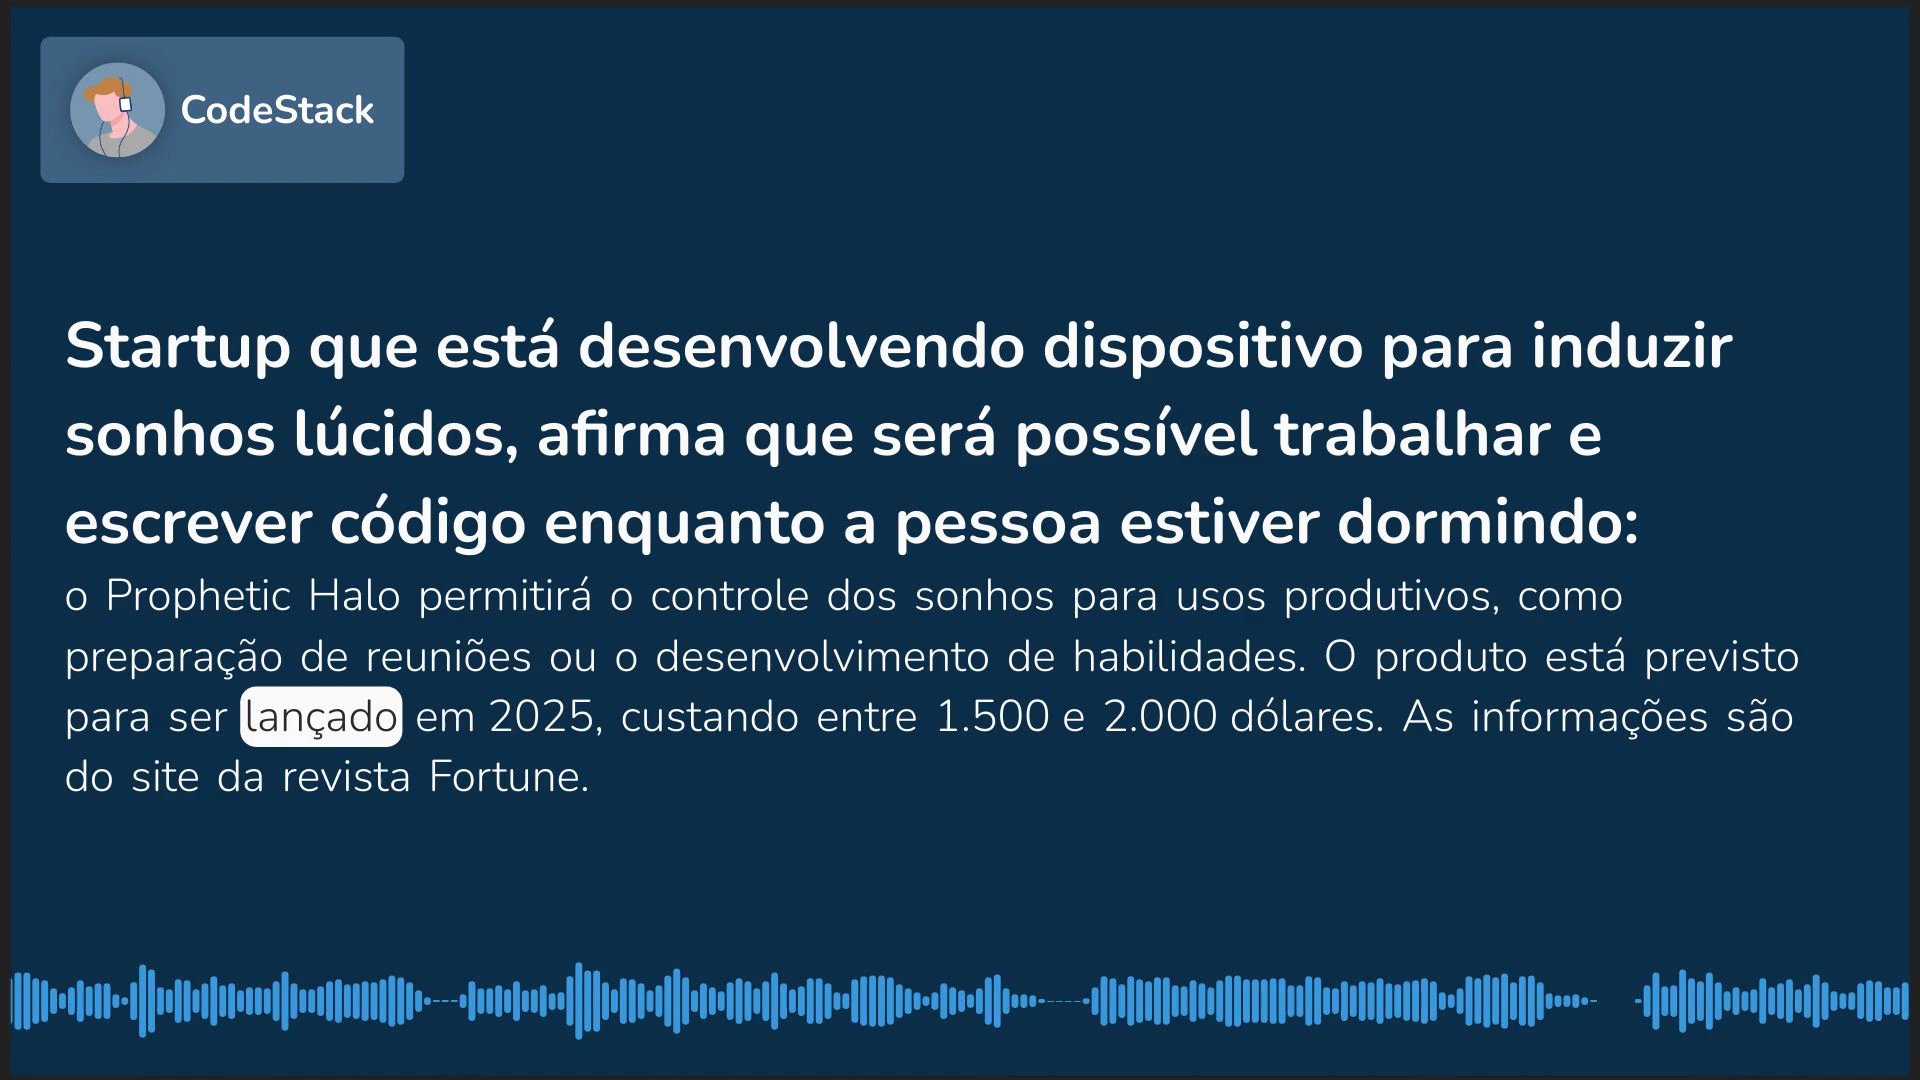 CodeStack
Startup que está desenvolvendo dispositivo para induzir
sonhos lúcidos, afirma que será possível trabalhar e
escrever código enquanto a pessoa estiver dormindo:
o Prophetic Halo permitirá o controle dos sonhos para usos produtivos, como
preparação de reuniões ou o desenvolvimento de habilidades. O produto está previsto
para ser lançado em 2025, custando entre 1.500 e 2.000 dólares. As informações são
do site da revista Fortune.